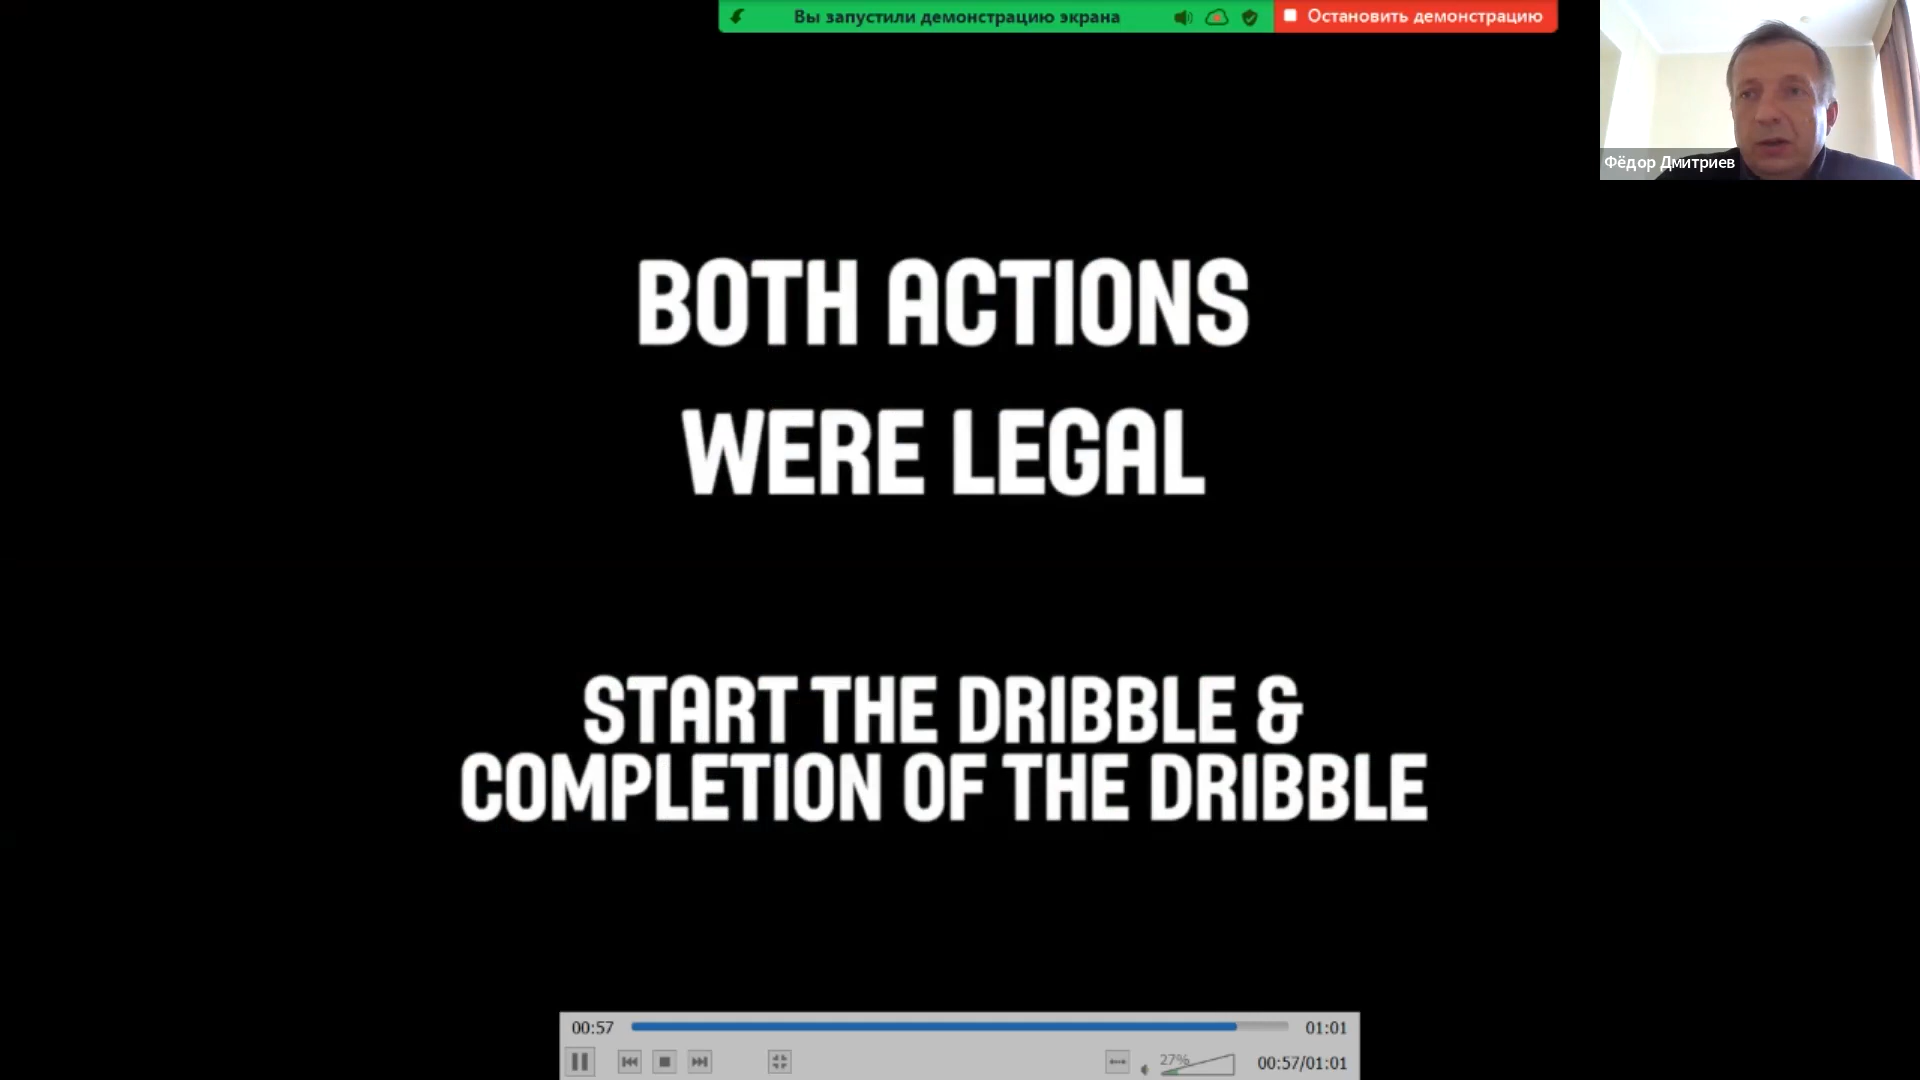 Вы запустили демонстрацию экрана
Остановить демонстрацию
Фёдор Дмитриев
BOTH ACTIONS
WERE LEGAL
START THE DRIBBLE &
COMPLETION OF THE DRIBBLE
00:57
01:01
27%
00:57/01:01